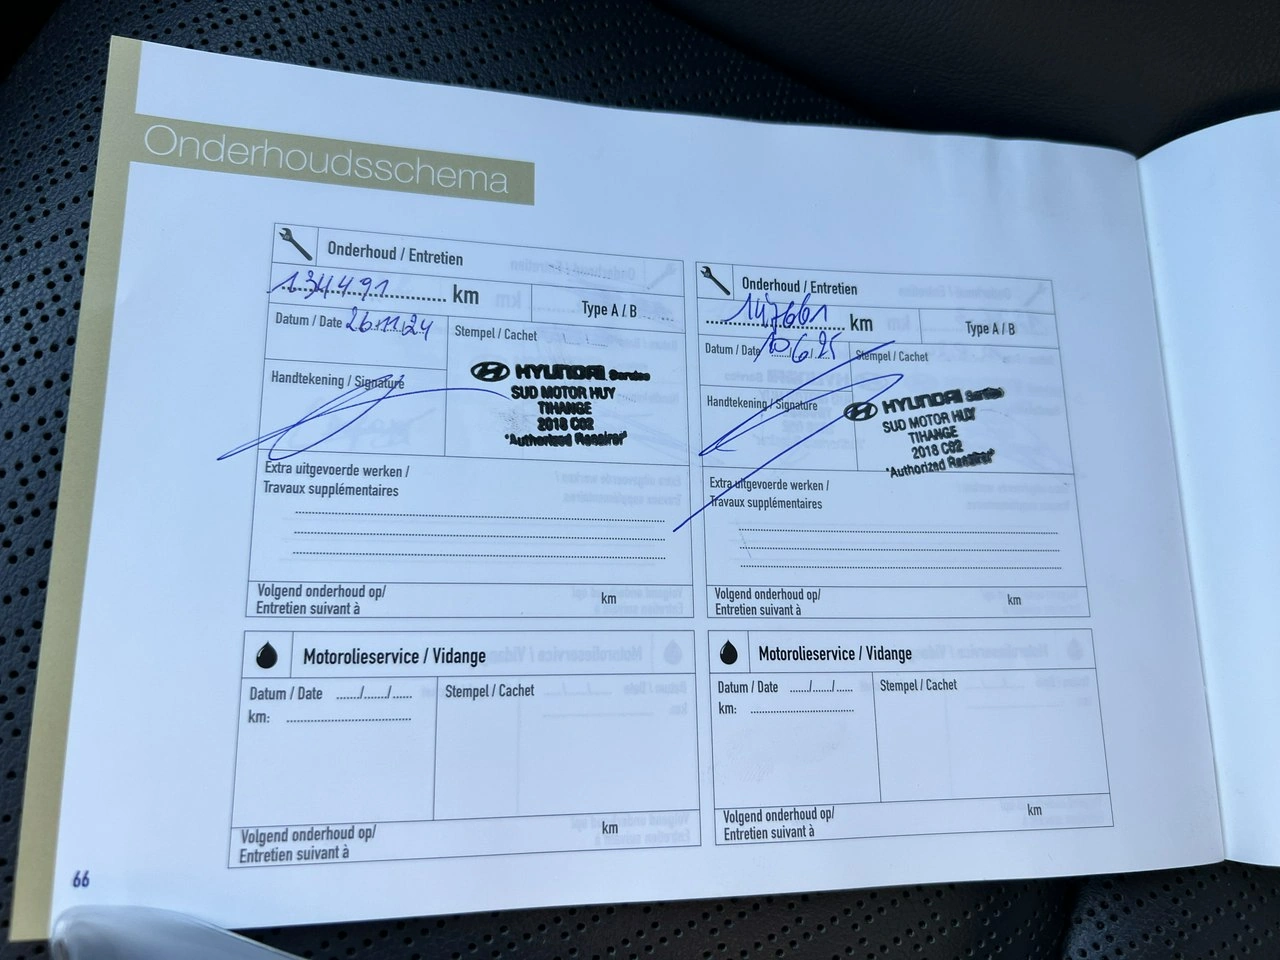 Onderhoudsschema
Onderhoud / Entretien
134491 km
Type A / B
Datum / Date 26.11.24
Stempel / Cachet
Handtekening / Signature
HYUNDAI Service
SUD MOTOR HUY
TIHANGE
2018 C02
"Authorized Repairer"
Extra uitgevoerde werken /
Travaux supplémentaires
Volgend onderhoud op/
Entretien suivant à
km
Onderhoud / Entretien
147661 km
Type A / B
Datum / Date 10/6/25
Stempel / Cachet
Handtekening / Signature
HYUNDAI Service
SUD MOTOR HUY
TIHANGE
2018 C02
"Authorized Repairer"
Extra uitgevoerde werken /
Travaux supplémentaires
Volgend onderhoud op/
Entretien suivant à
km
Motorolieservice / Vidange
Datum / Date ....../....../......
Stempel / Cachet
km:
Volgend onderhoud op/
Entretien suivant à
km
Motorolieservice / Vidange
Datum / Date ....../....../......
Stempel / Cachet
km:
Volgend onderhoud op/
Entretien suivant à
km
66